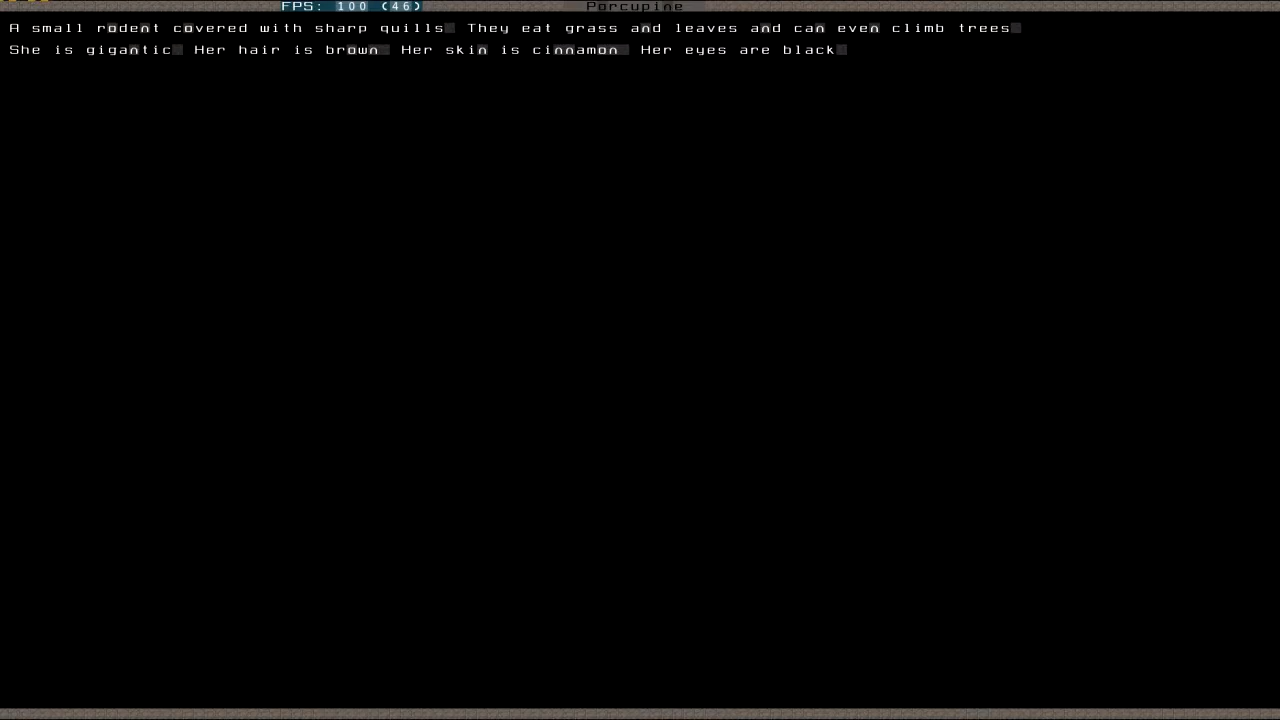 FPS: 100 (46) Porcupine
A small rodent covered with sharp quills. They eat grass and leaves and can even climb trees.
She is gigantic. Her hair is brown. Her skin is cinnamon. Her eyes are black.